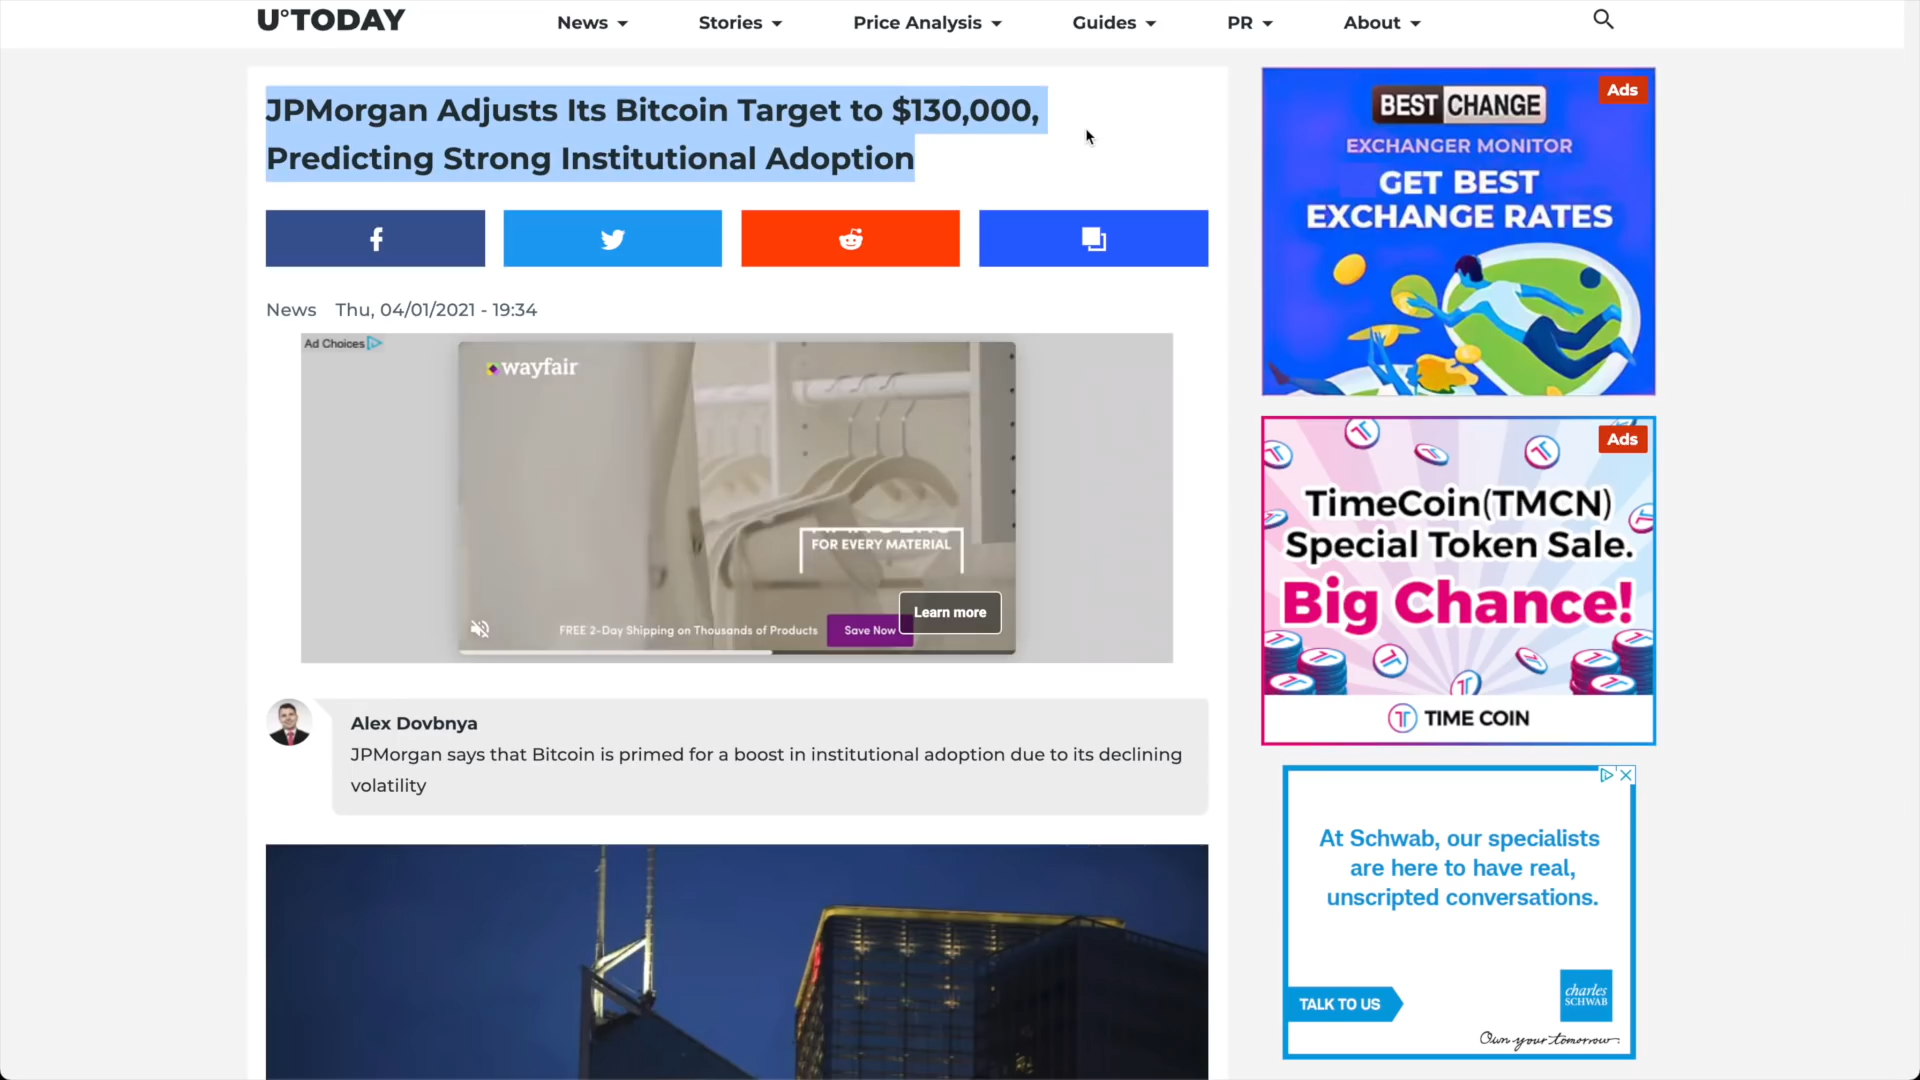 U°TODAY
News
Stories
Price Analysis
Guides
PR
About
JPMorgan Adjusts Its Bitcoin Target to $130,000,
Predicting Strong Institutional Adoption
News Thu, 04/01/2021 - 19:34
Ad Choices
wayfair
FOR EVERY MATERIAL
Learn more
FREE 2-Day Shipping on Thousands of Products
Save Now
Alex Dovbnya
JPMorgan says that Bitcoin is primed for a boost in institutional adoption due to its declining
volatility
Ads
BEST CHANGE
EXCHANGER MONITOR
GET BEST
EXCHANGE RATES
Ads
TimeCoin(TMCN)
Special Token Sale.
Big Chance!
TIME COIN
At Schwab, our specialists
are here to have real,
unscripted conversations.
TALK TO US
charles
SCHWAB
Own your tomorrow.